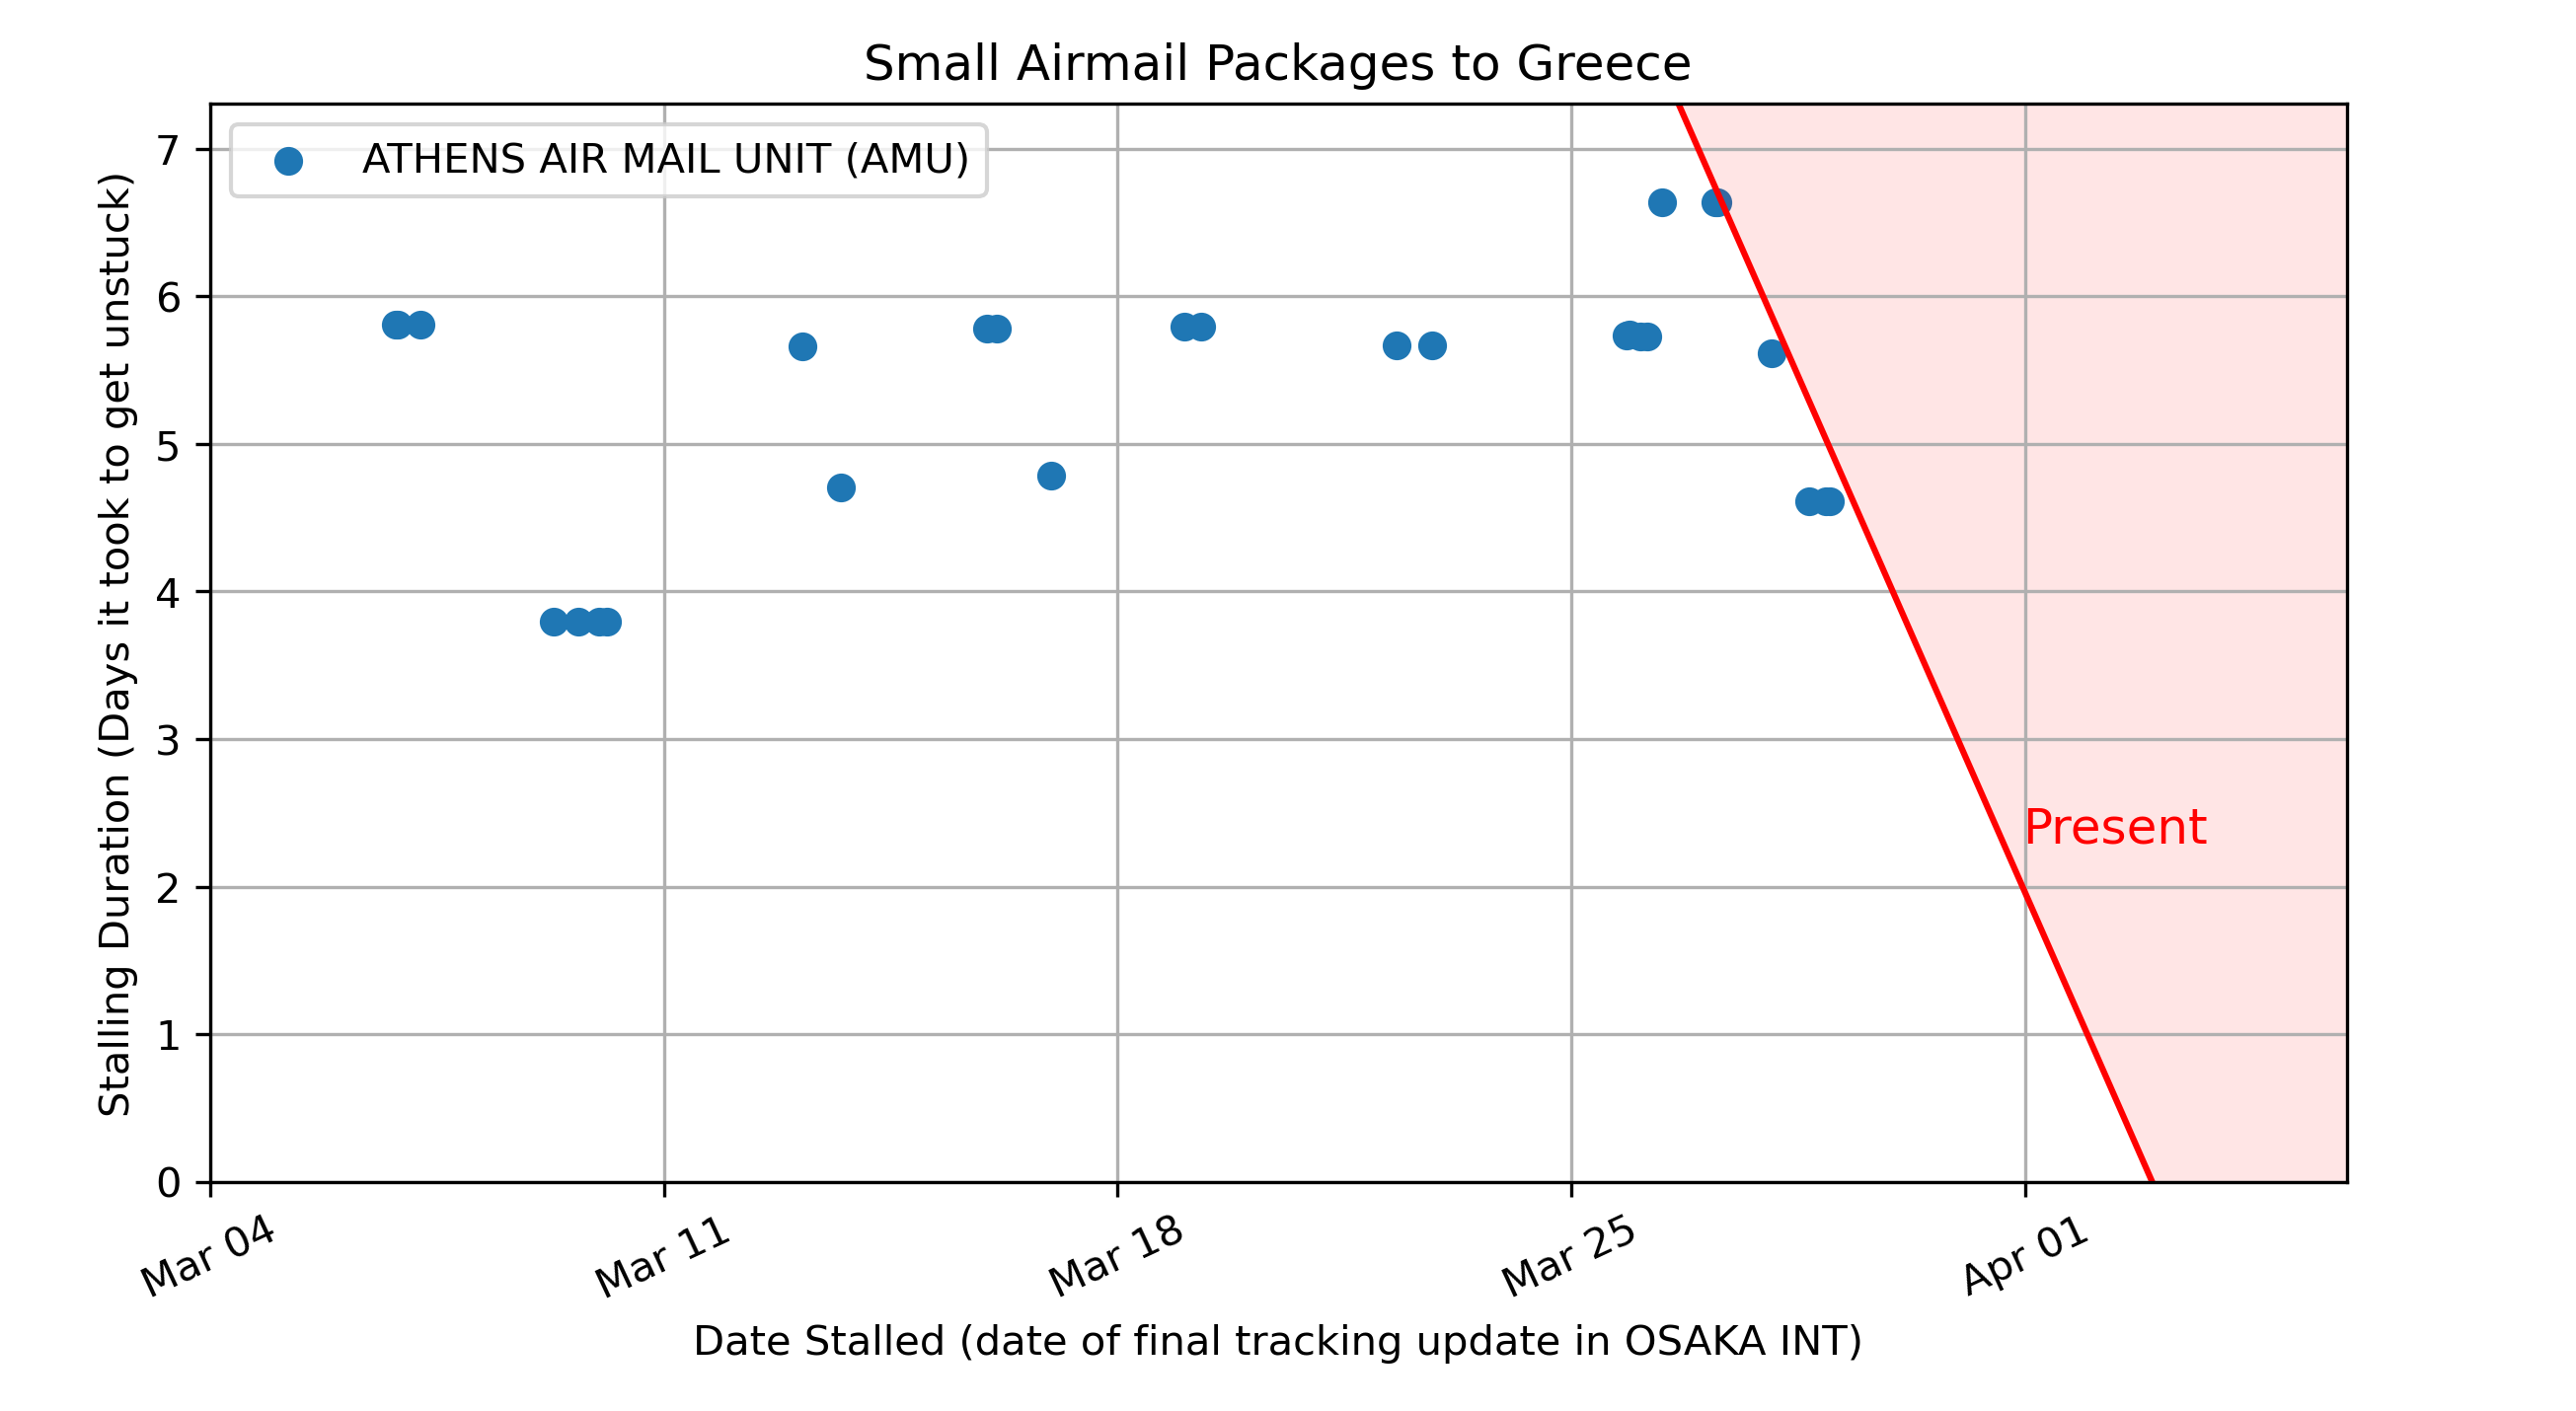 Small Airmail Packages to Greece
ATHENS AIR MAIL UNIT (AMU)
Stalling Duration (Days it took to get unstuck)
7
6
5
4
3
2
1
0
Present
Mar 04
Mar 11
Mar 18
Mar 25
Apr 01
Date Stalled (date of final tracking update in OSAKA INT)